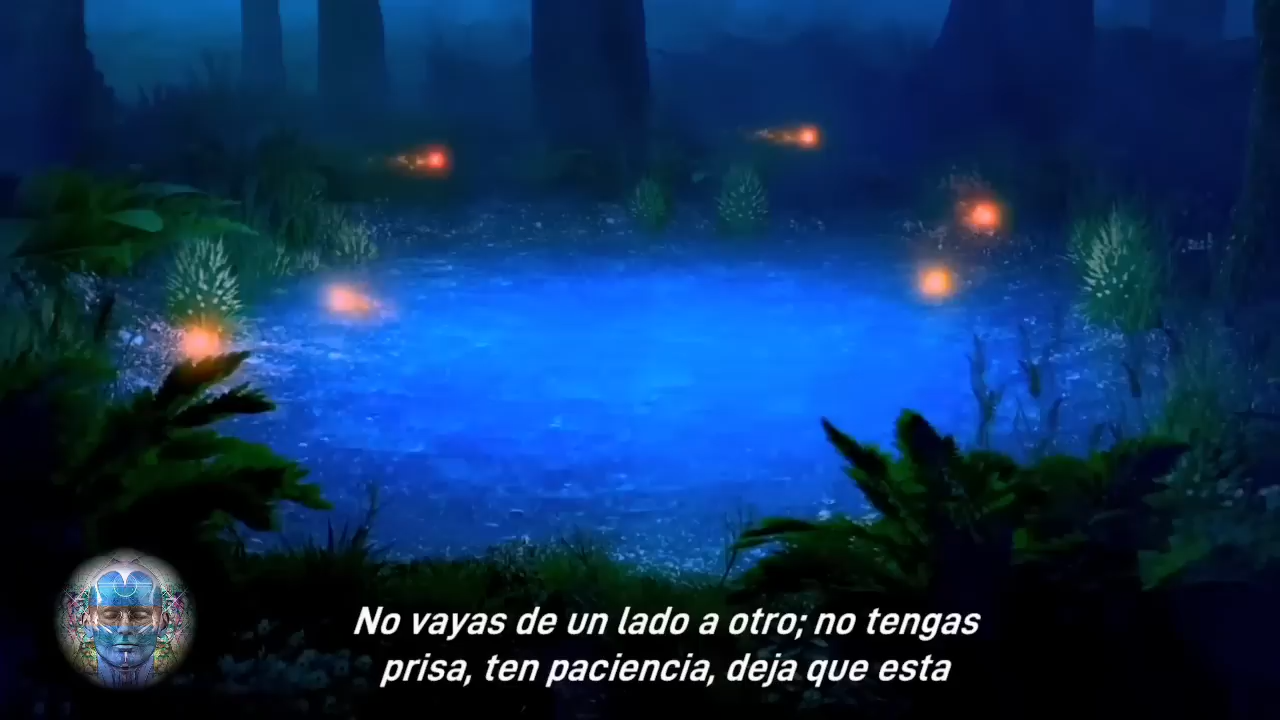 No vayas de un lado a otro; no tengas
prisa, ten paciencia, deja que esta